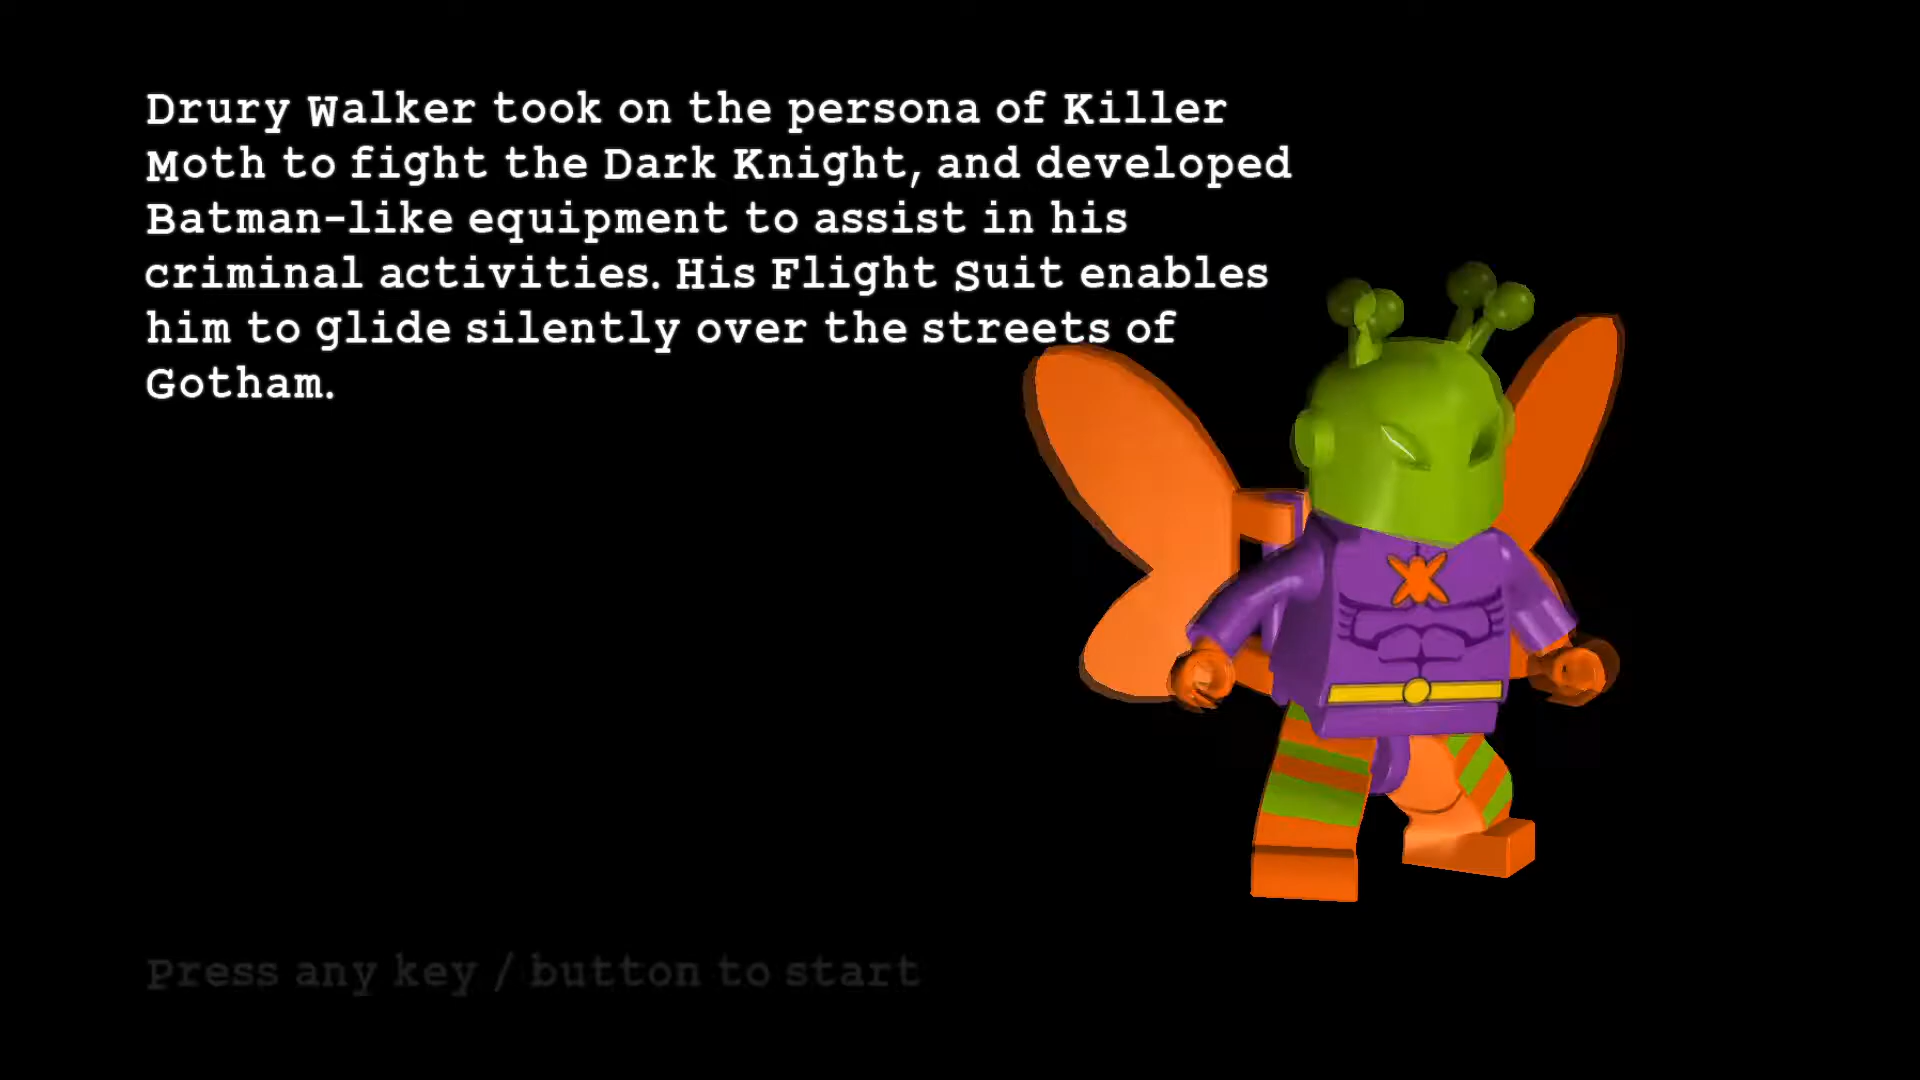 Drury Walker took on the persona of Killer
Moth to fight the Dark Knight, and developed
Batman-like equipment to assist in his
criminal activities. His Flight Suit enables
him to glide silently over the streets of
Gotham.
Press any key / button to start